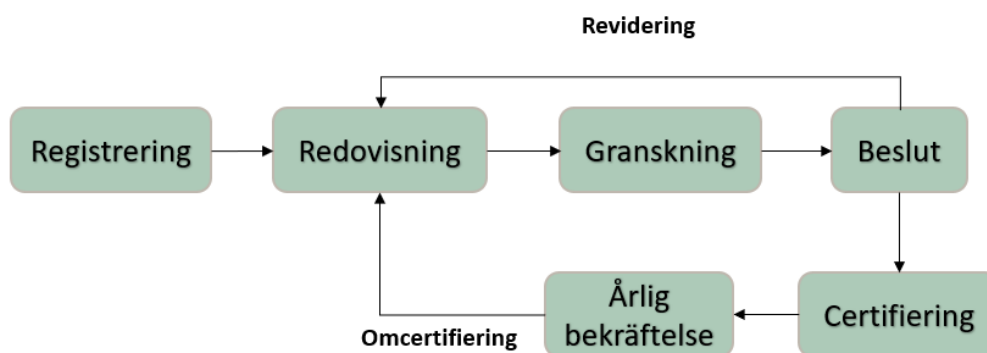 Revidering
Registrering
Redovisning
Granskning
Beslut
Årlig
bekräftelse
Certifiering
Omcertifiering